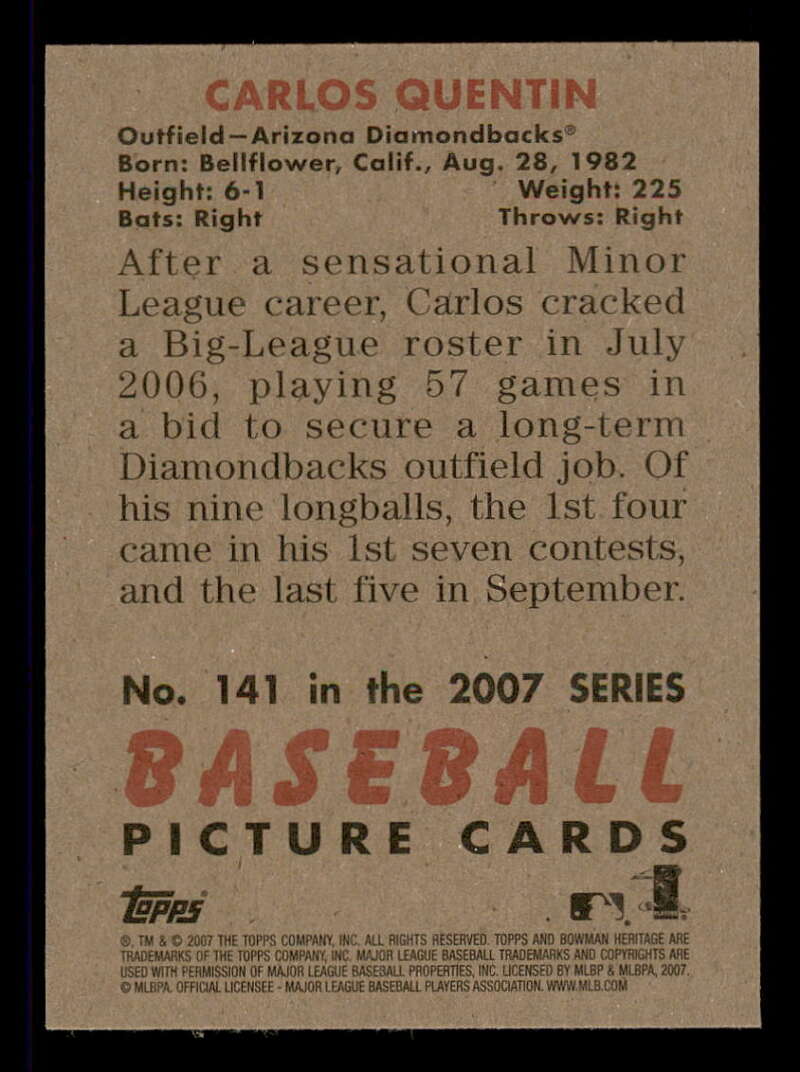 CARLOS QUENTIN
Outfield—Arizona Diamondbacks®
Born: Bellflower, Calif., Aug. 28, 1982
Height: 6-1 Weight: 225
Bats: Right Throws: Right
After a sensational Minor
League career, Carlos cracked
a Big-League roster in July
2006, playing 57 games in
a bid to secure a long-term
Diamondbacks outfield job. Of
his nine longballs, the 1st four
came in his 1st seven contests,
and the last five in September.
No. 141 in the 2007 SERIES
BASEBALL
PICTURE CARDS
Topps
®, TM & © 2007 THE TOPPS COMPANY, INC. ALL RIGHTS RESERVED. TOPPS AND BOWMAN HERITAGE ARE
TRADEMARKS OF THE TOPPS COMPANY, INC. MAJOR LEAGUE BASEBALL TRADEMARKS AND COPYRIGHTS ARE
USED WITH PERMISSION OF MAJOR LEAGUE BASEBALL PROPERTIES, INC. LICENSED BY MLBP & MLBPA, 2007.
© MLBPA. OFFICIAL LICENSEE - MAJOR LEAGUE BASEBALL PLAYERS ASSOCIATION. WWW.MLB.COM